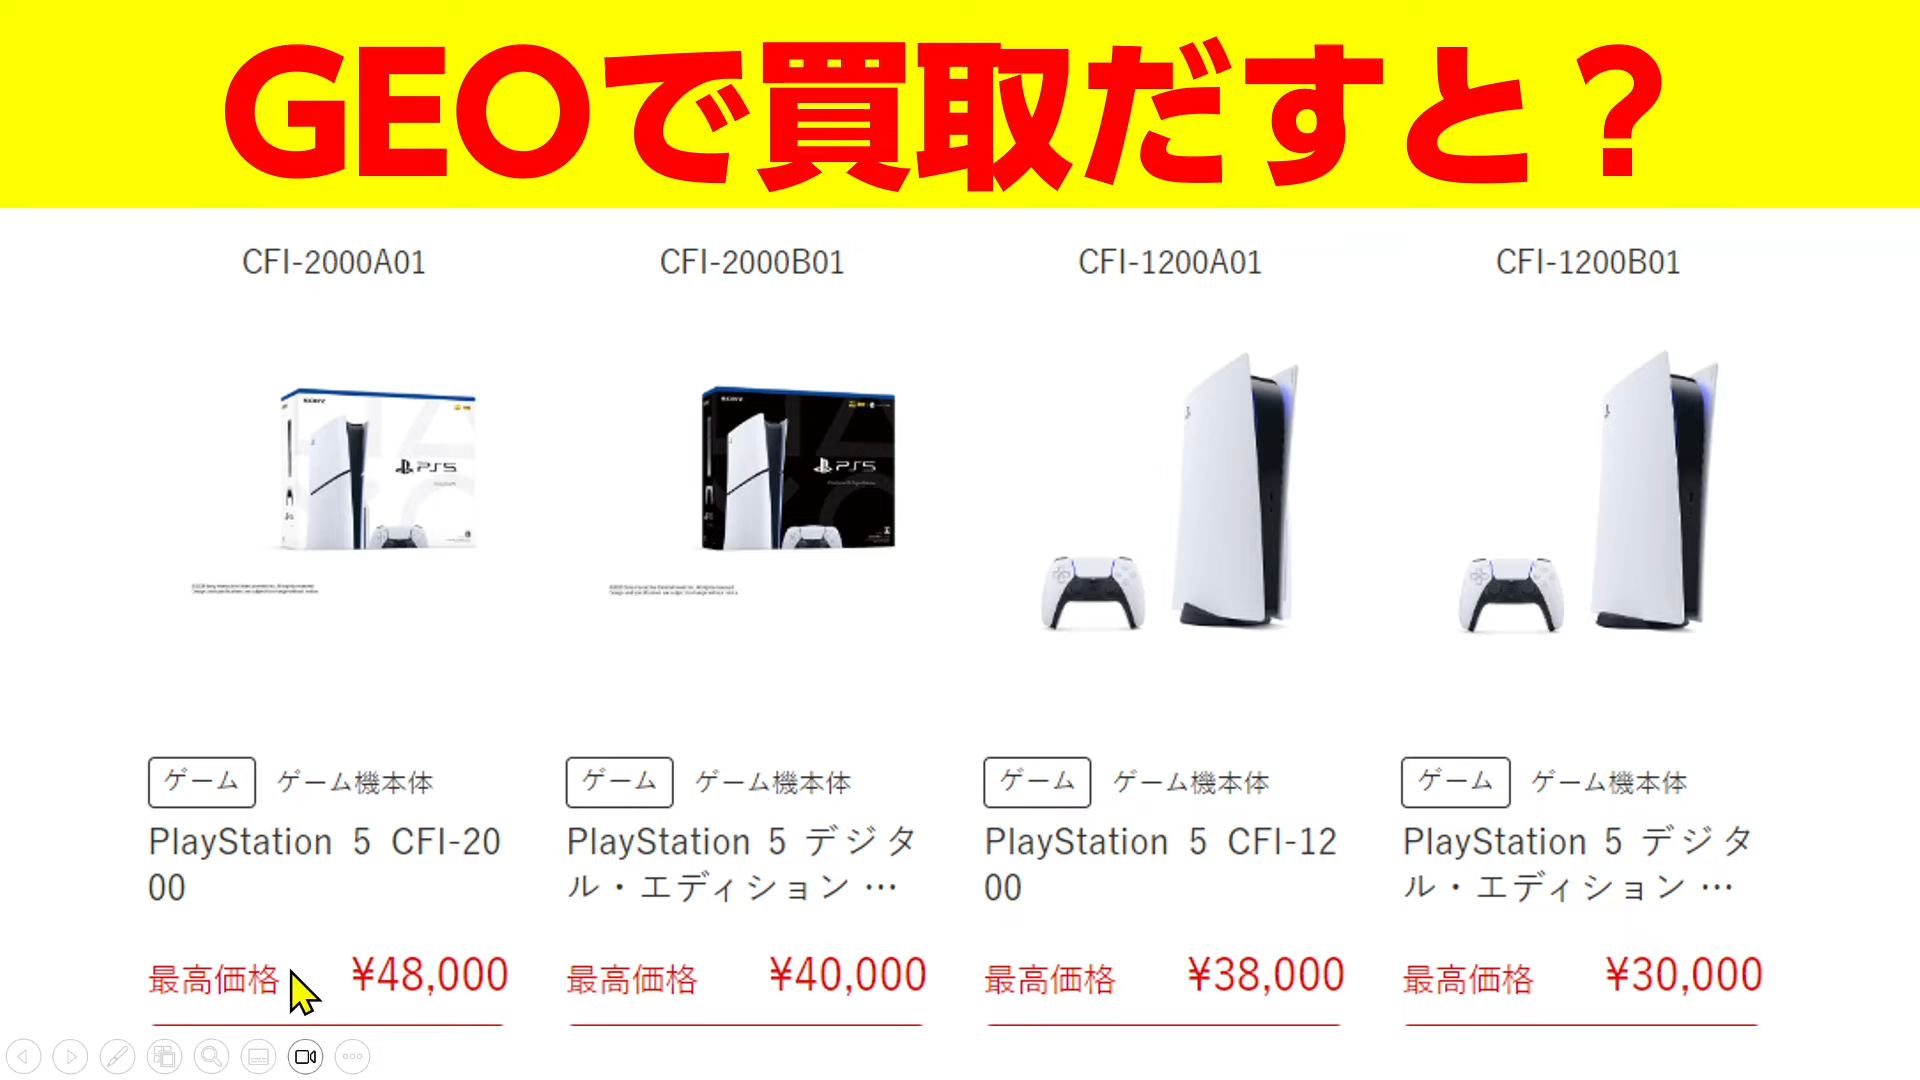 GEOで買取だすと？
CFI-2000A01
CFI-2000B01
CFI-1200A01
CFI-1200B01
SONY
PS5
SONY
PS5
ゲーム ゲーム機本体
PlayStation 5 CFI-20
00
最高価格 ¥48,000
ゲーム ゲーム機本体
PlayStation 5 デジタ
ル・エディション …
最高価格 ¥40,000
ゲーム ゲーム機本体
PlayStation 5 CFI-12
00
最高価格 ¥38,000
ゲーム ゲーム機本体
PlayStation 5 デジタ
ル・エディション …
最高価格 ¥30,000